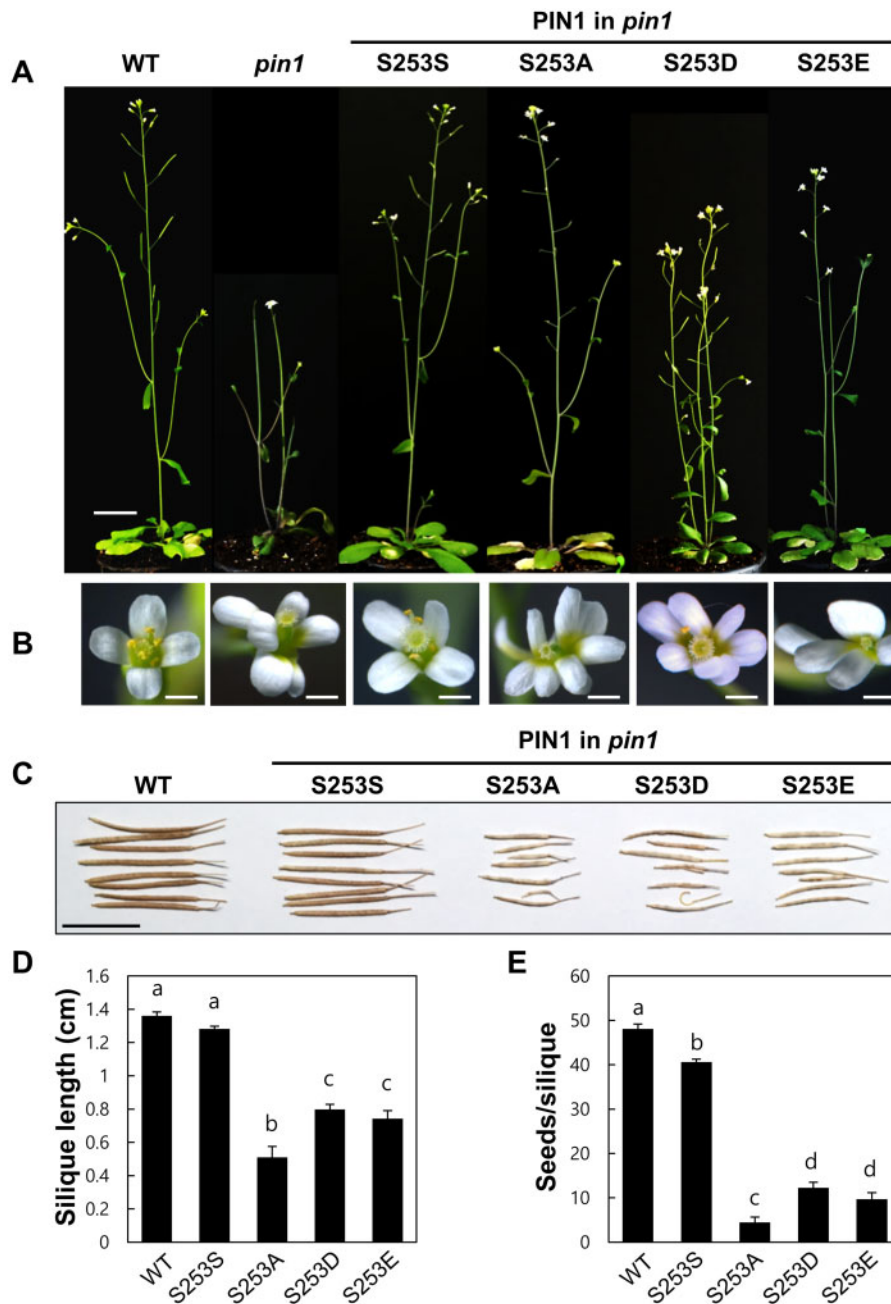 PIN1 in pin1
WT pin1 S253S S253A S253D S253E
A
B
PIN1 in pin1
C
WT S253S S253A S253D S253E
D
1.6
1.4
1.2
1
0.8
0.6
0.4
0.2
0
Silique length (cm)
a a b c c
WT S253S S253A S253D S253E
E
60
50
40
30
20
10
0
Seeds/silique
a b c d d
WT S253S S253A S253D S253E